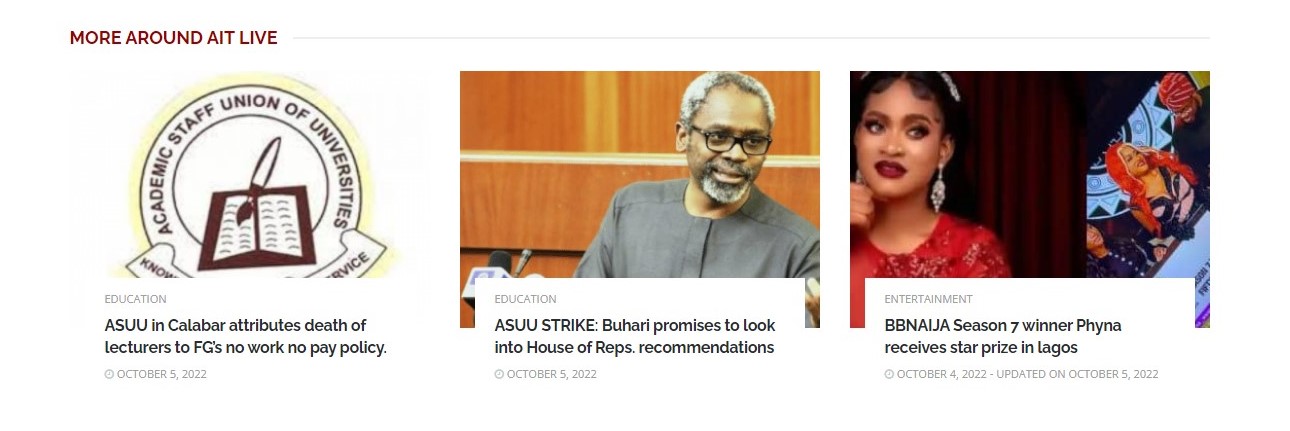 MORE AROUND AIT LIVE
ACADEMIC STAFF UNION OF UNIVERSITIES
EDUCATION
ASUU in Calabar attributes death of
lecturers to FG's no work no pay policy.
OCTOBER 5, 2022
EDUCATION
ASUU STRIKE: Buhari promises to look
into House of Reps. recommendations
OCTOBER 5, 2022
ENTERTAINMENT
BBNAIJA Season 7 winner Phyna
receives star prize in lagos
OCTOBER 4, 2022 - UPDATED ON OCTOBER 5, 2022